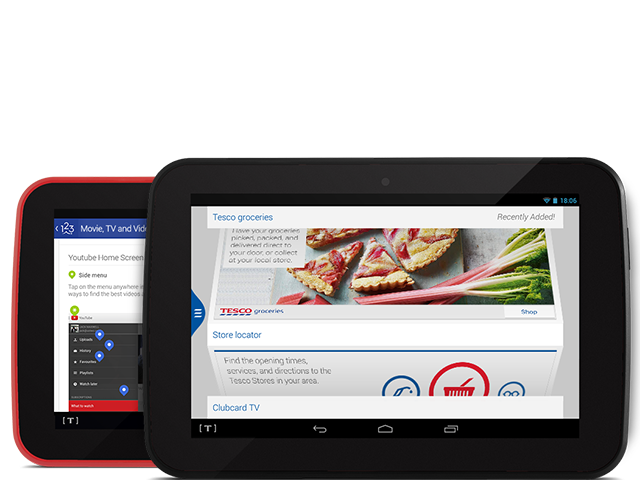 123
Movie, TV and Vide
Youtube Home Screen
Side menu
Tap on the menu anywhere i
ways to find the best videos
YouTube
Uploads
History
Favourites
Playlists
Watch later
What to watch
[T]
18:06
Tesco groceries
Recently Added!
Have your groceries
picked, packed, and
delivered direct to
your door, or collect
at your local store.
TESCO groceries
Shop
Store locator
Find the opening times,
services, and directions to the
Tesco Stores in your area.
Clubcard TV
[T]